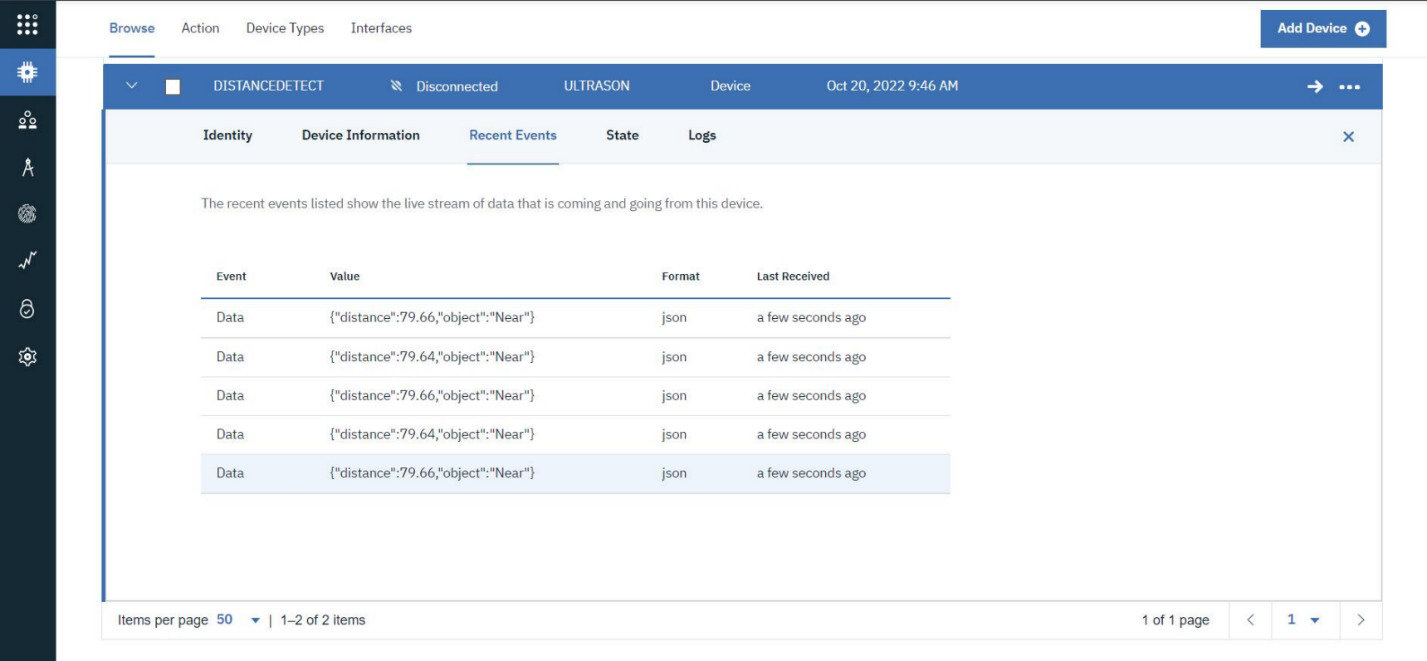 Browse Action Device Types Interfaces Add Device
DISTANCEDETECT Disconnected ULTRASON Device Oct 20, 2022 9:46 AM
Identity Device Information Recent Events State Logs
The recent events listed show the live stream of data that is coming and going from this device.
Event Value Format Last Received
Data {"distance":79.66,"object":"Near"} json a few seconds ago
Data {"distance":79.64,"object":"Near"} json a few seconds ago
Data {"distance":79.66,"object":"Near"} json a few seconds ago
Data {"distance":79.64,"object":"Near"} json a few seconds ago
Data {"distance":79.66,"object":"Near"} json a few seconds ago
Items per page 50 | 1–2 of 2 items 1 of 1 page 1